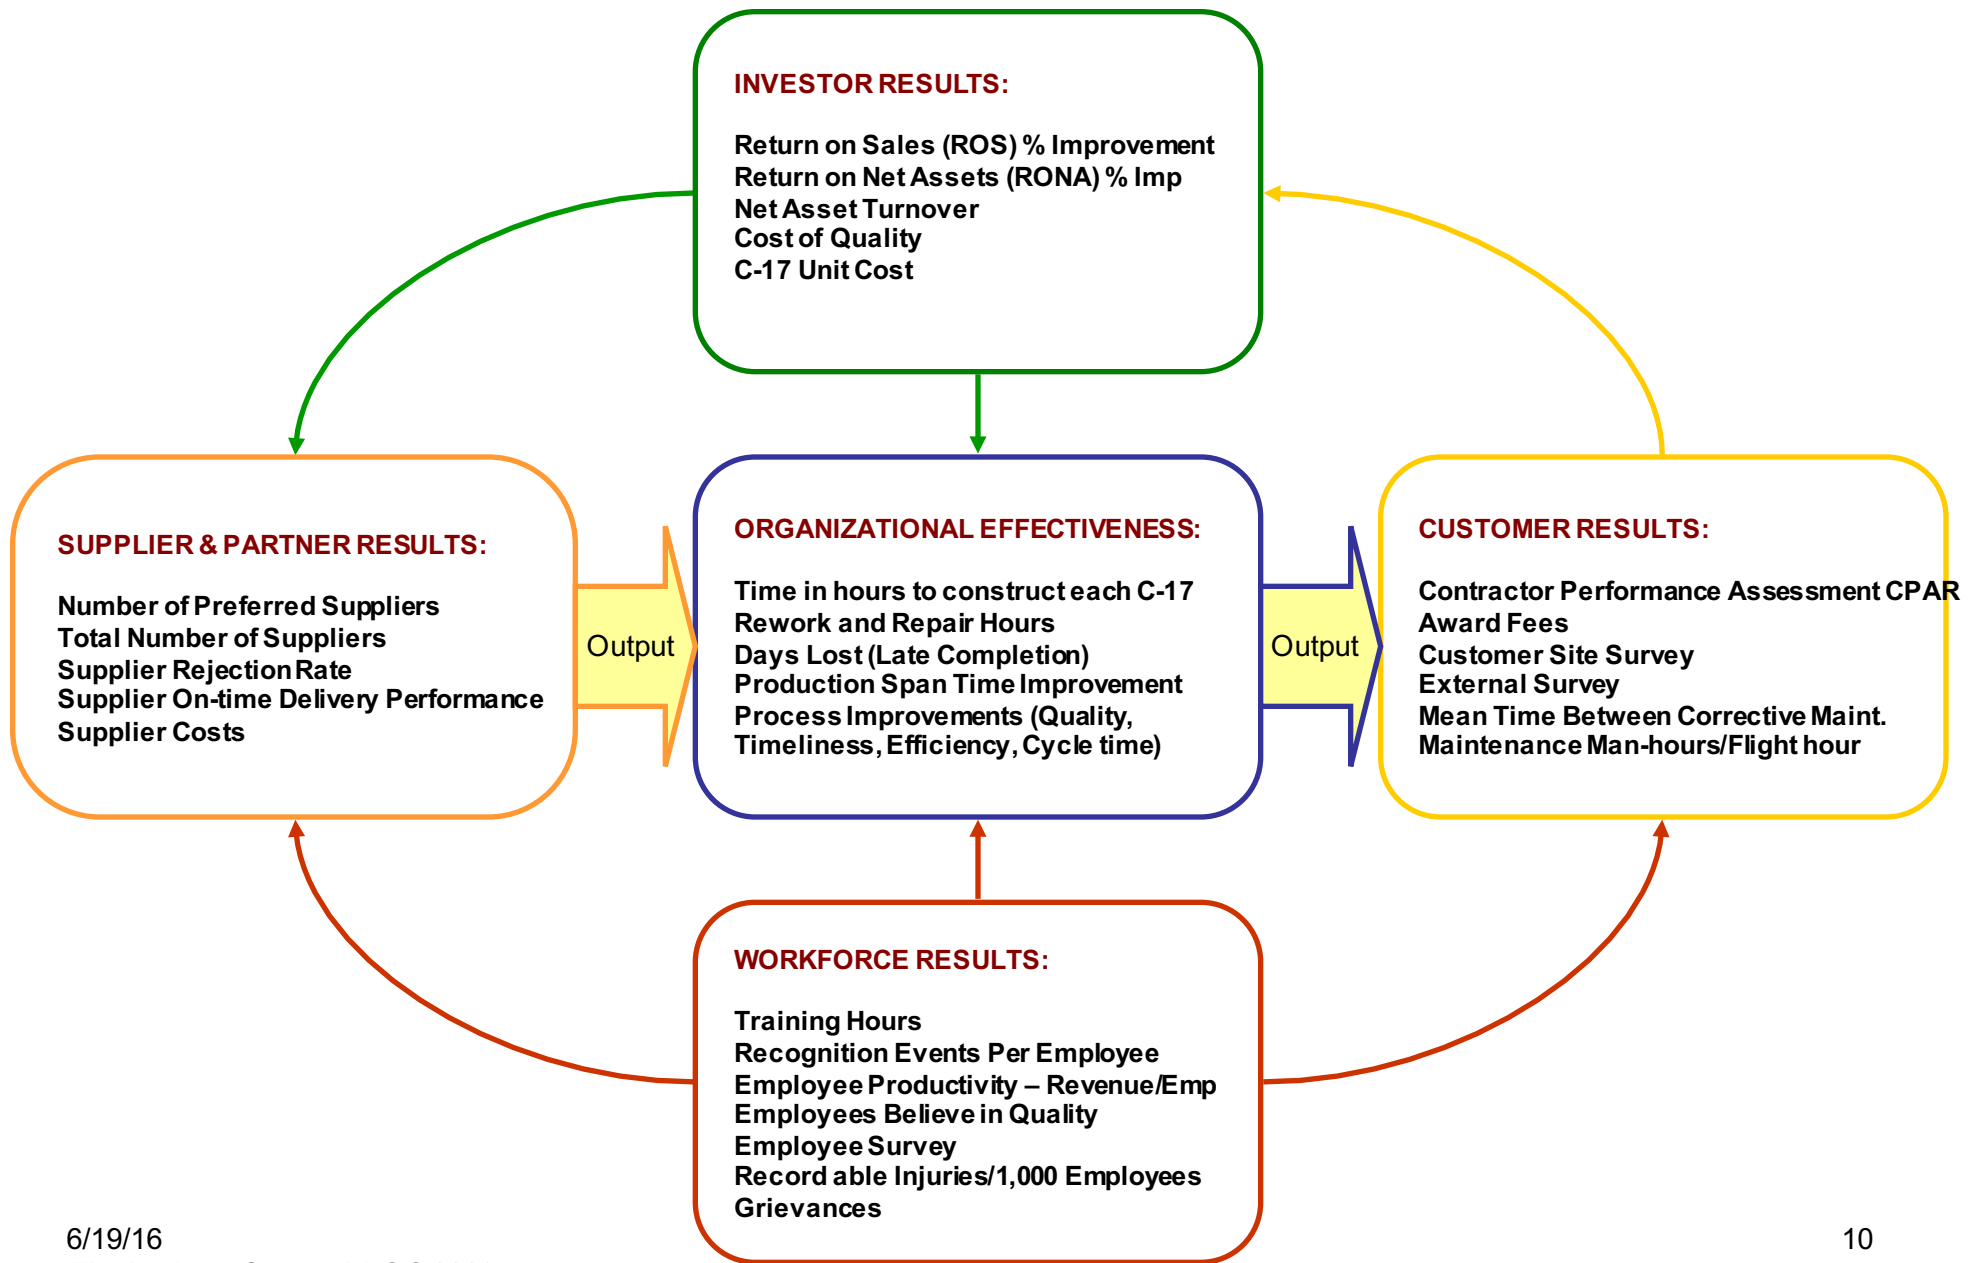 INVESTOR RESULTS:
Return on Sales (ROS) % Improvement
Return on Net Assets (RONA) % Imp
Net Asset Turnover
Cost of Quality
C-17 Unit Cost
SUPPLIER & PARTNER RESULTS:
Number of Preferred Suppliers
Total Number of Suppliers
Supplier Rejection Rate
Supplier On-time Delivery Performance
Supplier Costs
Output
ORGANIZATIONAL EFFECTIVENESS:
Time in hours to construct each C-17
Rework and Repair Hours
Days Lost (Late Completion)
Production Span Time Improvement
Process Improvements (Quality,
Timeliness, Efficiency, Cycle time)
Output
CUSTOMER RESULTS:
Contractor Performance Assessment CPAR
Award Fees
Customer Site Survey
External Survey
Mean Time Between Corrective Maint.
Maintenance Man-hours/Flight hour
WORKFORCE RESULTS:
Training Hours
Recognition Events Per Employee
Employee Productivity – Revenue/Emp
Employees Believe in Quality
Employee Survey
Record able Injuries/1,000 Employees
Grievances
6/19/16
10